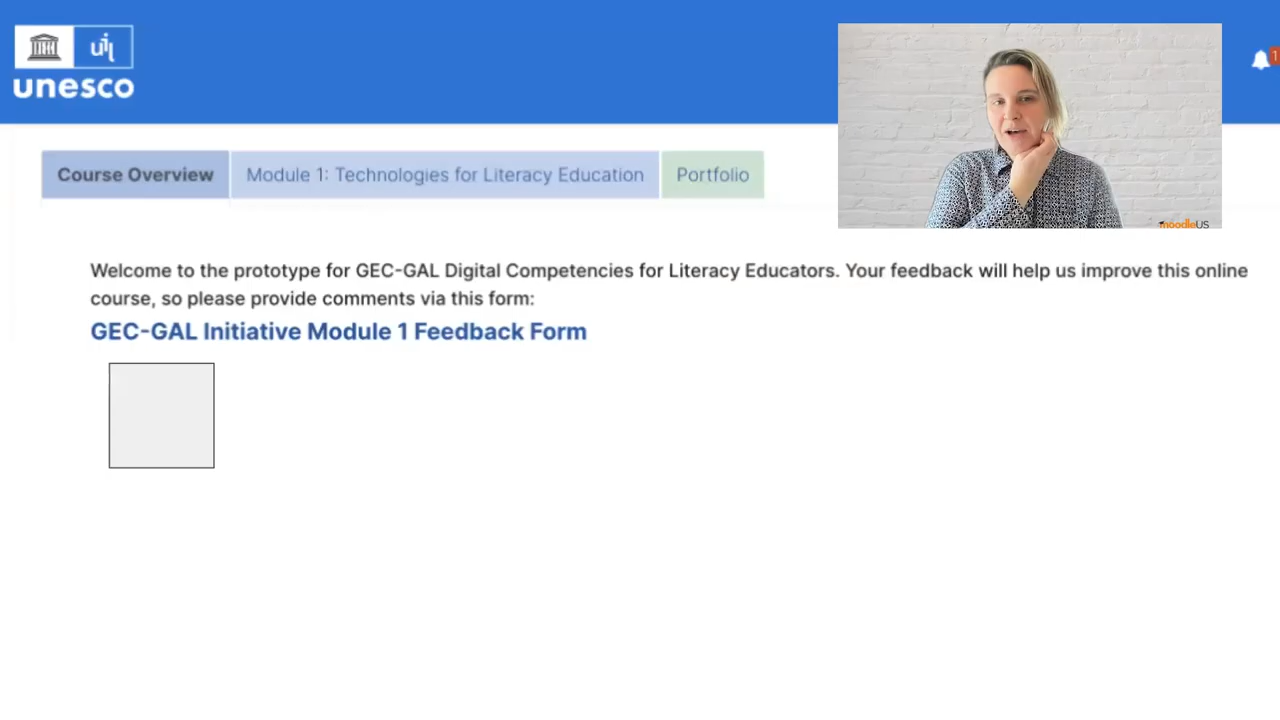 uil
unesco
1
Course Overview
Module 1: Technologies for Literacy Education
Portfolio
moodleUS
Welcome to the prototype for GEC-GAL Digital Competencies for Literacy Educators. Your feedback will help us improve this online
course, so please provide comments via this form:
GEC-GAL Initiative Module 1 Feedback Form